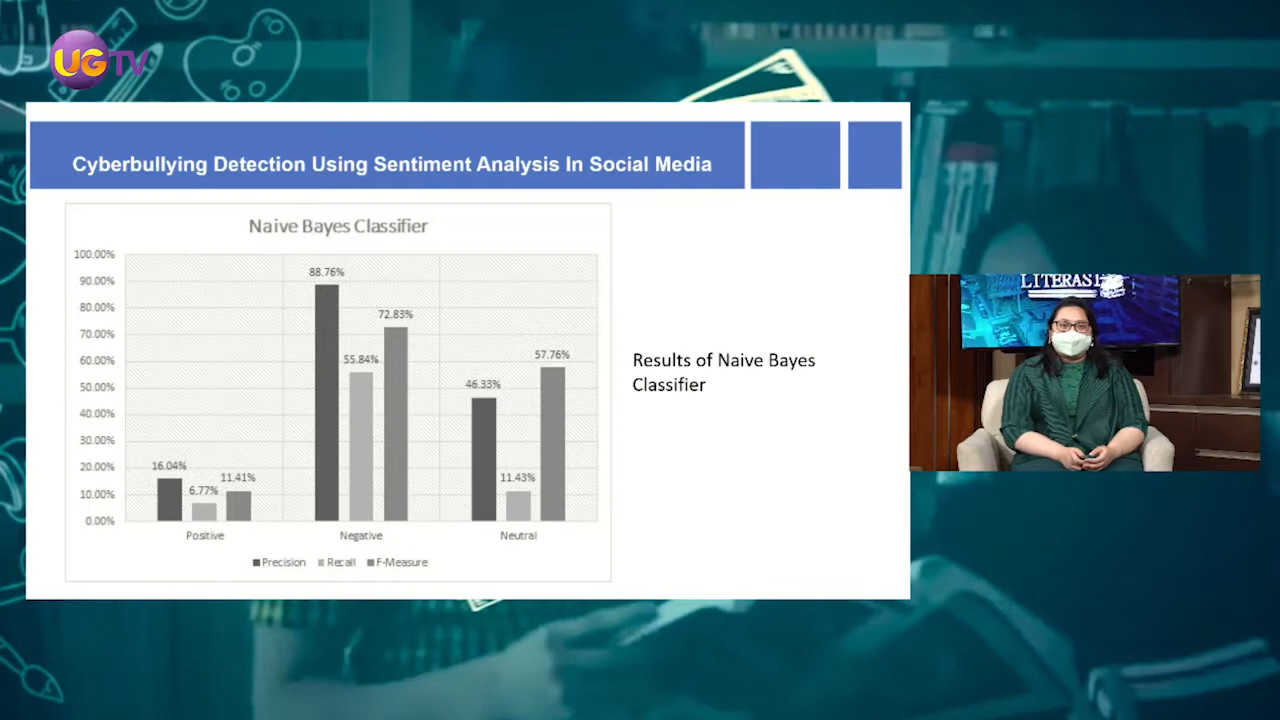 UGTV
Cyberbullying Detection Using Sentiment Analysis In Social Media
Naive Bayes Classifier
100.00%
90.00%
80.00%
70.00%
60.00%
50.00%
40.00%
30.00%
20.00%
10.00%
0.00%
16.04%
6.77%
11.41%
88.76%
55.84%
72.83%
46.33%
11.43%
57.76%
Positive
Negative
Neutral
Precision
Recall
F-Measure
Results of Naive Bayes
Classifier
LITERASI